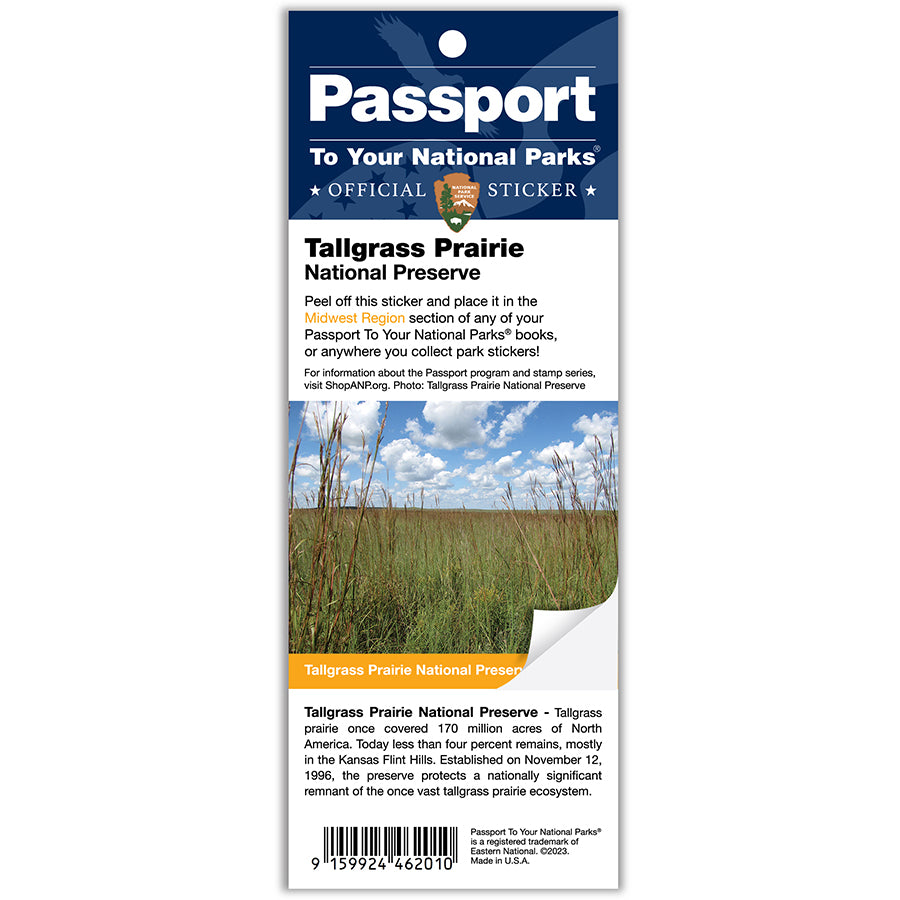 Passport
To Your National Parks®
★ OFFICIAL STICKER ★
NATIONAL
PARK
SERVICE
Tallgrass Prairie
National Preserve
Peel off this sticker and place it in the
Midwest Region section of any of your
Passport To Your National Parks® books,
or anywhere you collect park stickers!
For information about the Passport program and stamp series,
visit ShopANP.org. Photo: Tallgrass Prairie National Preserve
Tallgrass Prairie National Preserv
Tallgrass Prairie National Preserve - Tallgrass
prairie once covered 170 million acres of North
America. Today less than four percent remains, mostly
in the Kansas Flint Hills. Established on November 12,
1996, the preserve protects a nationally significant
remnant of the once vast tallgrass prairie ecosystem.
9 159924 462010
Passport To Your National Parks®
is a registered trademark of
Eastern National. ©2023.
Made in U.S.A.